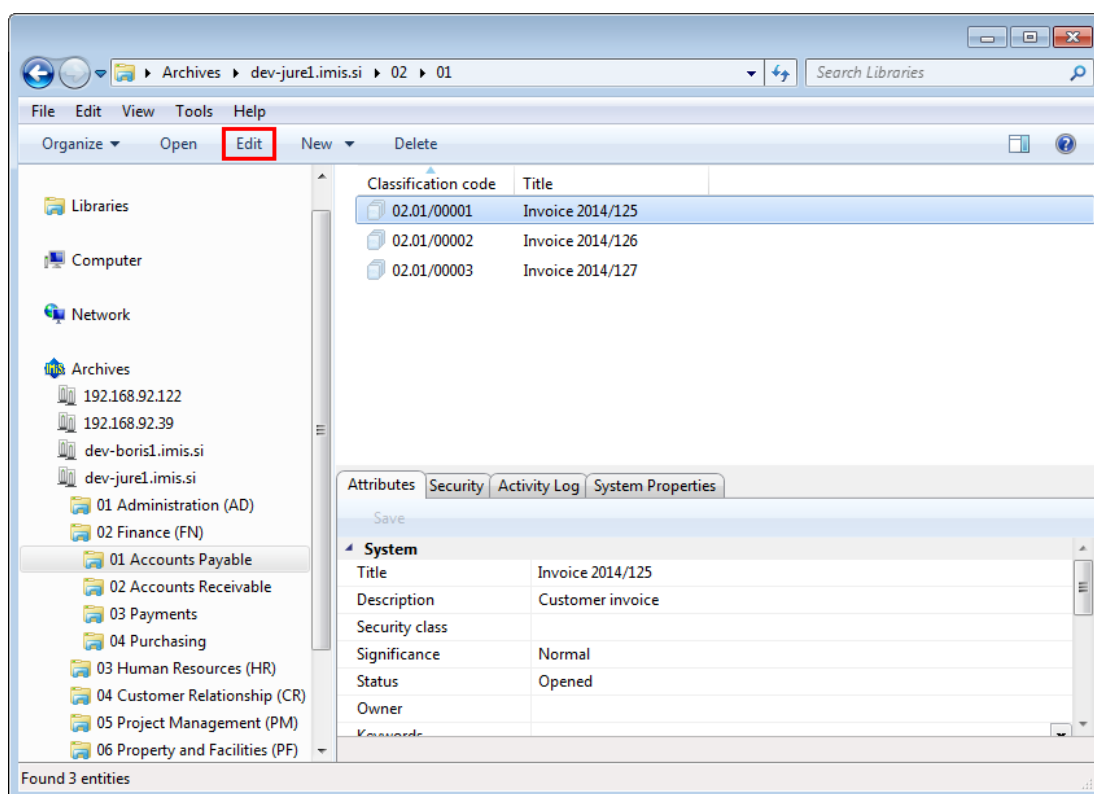 Archives dev-jure1.imis.si 02 01
Search Libraries
File Edit View Tools Help
Organize Open Edit New Delete
Libraries
Computer
Network
Archives
192.168.92.122
192.168.92.39
dev-boris1.imis.si
dev-jure1.imis.si
01 Administration (AD)
02 Finance (FN)
01 Accounts Payable
02 Accounts Receivable
03 Payments
04 Purchasing
03 Human Resources (HR)
04 Customer Relationship (CR)
05 Project Management (PM)
06 Property and Facilities (PF)
Classification code Title
02.01/00001 Invoice 2014/125
02.01/00002 Invoice 2014/126
02.01/00003 Invoice 2014/127
Attributes Security Activity Log System Properties
Save
System
Title Invoice 2014/125
Description Customer invoice
Security class
Significance Normal
Status Opened
Owner
Keywords
Found 3 entities